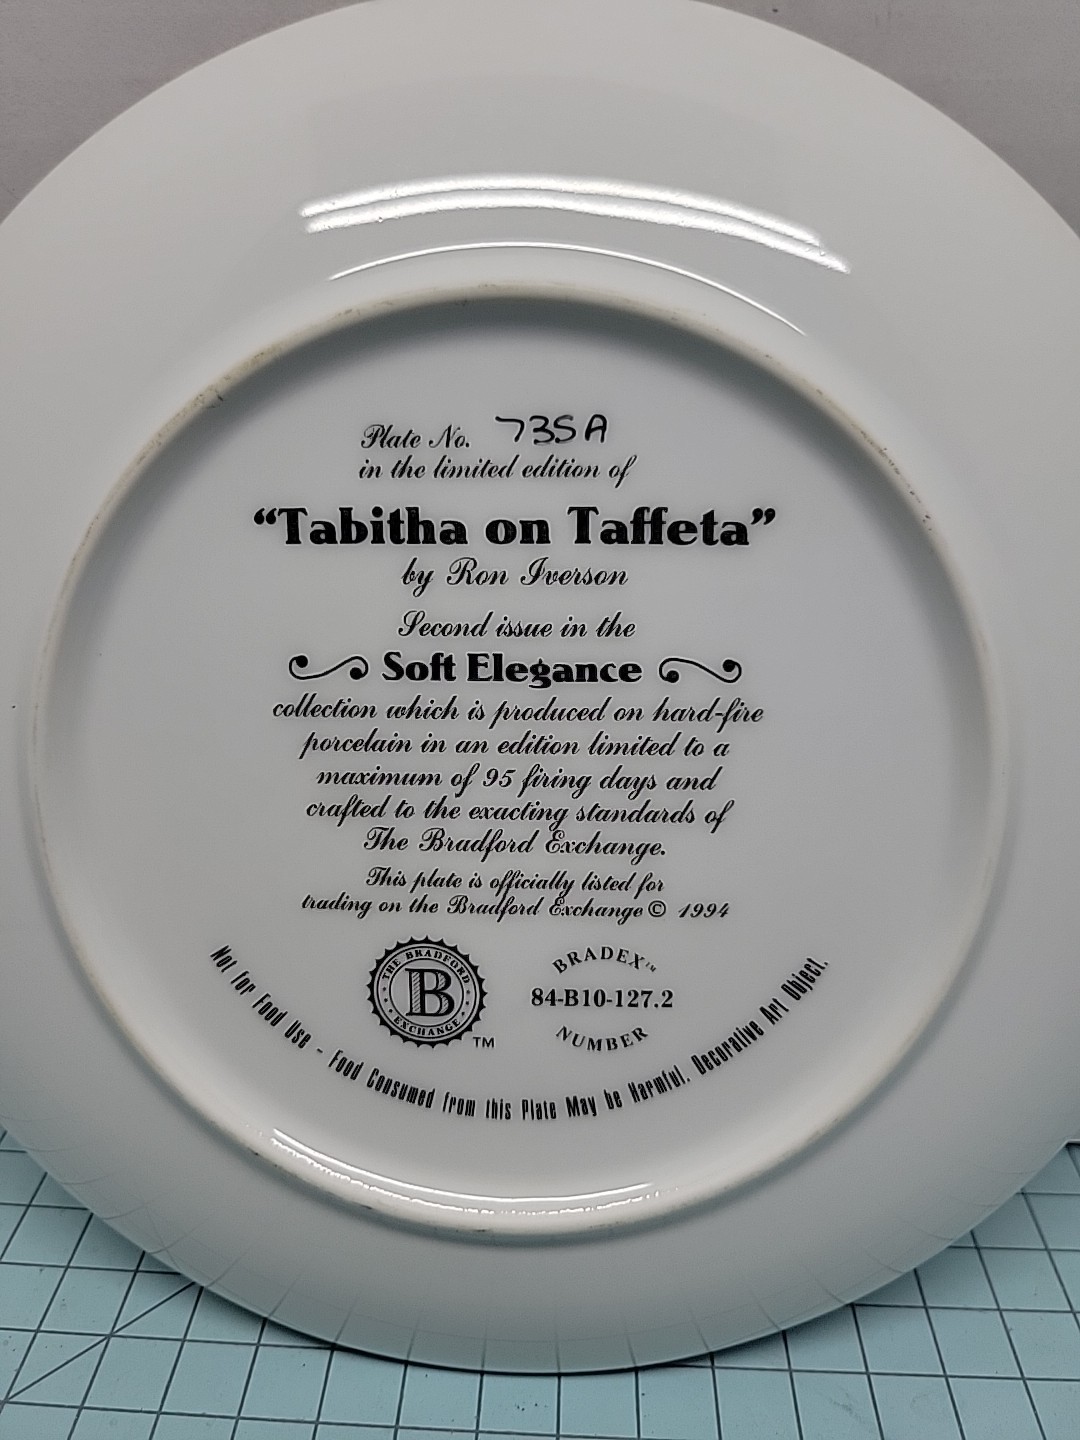 Plate No. 735A
in the limited edition of
“Tabitha on Taffeta”
by Ron Iverson
Second issue in the
Soft Elegance
collection which is produced on hard-fire
porcelain in an edition limited to a
maximum of 95 firing days and
crafted to the exacting standards of
The Bradford Exchange.
This plate is officially listed for
trading on the Bradford Exchange © 1994
THE BRADFORD
B
EXCHANGE
TM
BRADEX™
84-B10-127.2
NUMBER
Not For Food Use - Food Consumed from this Plate May be Harmful. Decorative Art Object.